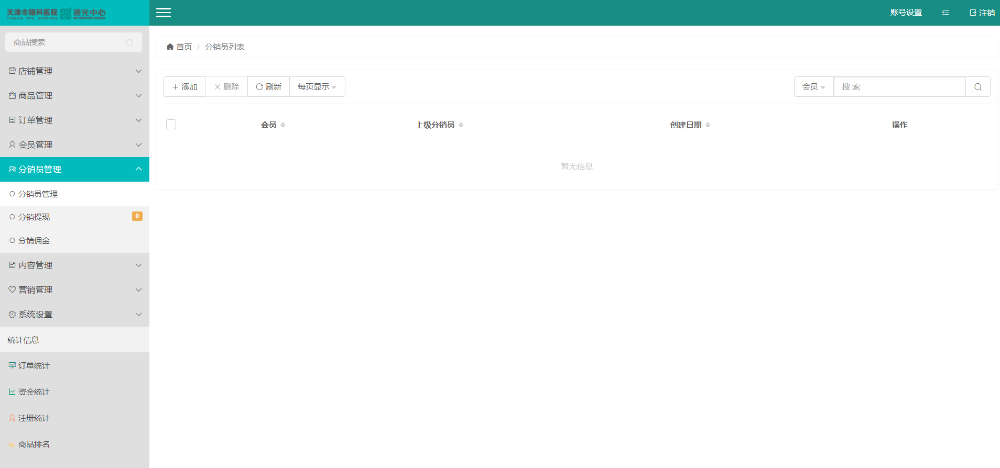 天津市眼科医院 视光中心
TIANJIN EYE HOSPITAL OPTOMETRIC CENTER
账号设置
注销
商品搜索
店铺管理
商品管理
订单管理
会员管理
分销员管理
分销员管理
分销提现 0
分销佣金
内容管理
营销管理
系统设置
统计信息
订单统计
资金统计
注册统计
商品排名
首页 / 分销员列表
添加 删除 刷新 每页显示
会员 搜 索
会员 上级分销员 创建日期 操作
暂无信息